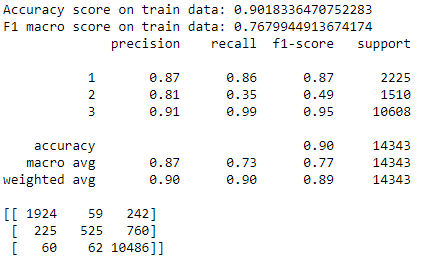 Accuracy score on train data: 0.9018336470752283
F1 macro score on train data: 0.7679944913674174
precision recall f1-score support
1 0.87 0.86 0.87 2225
2 0.81 0.35 0.49 1510
3 0.91 0.99 0.95 10608
accuracy 0.90 14343
macro avg 0.87 0.73 0.77 14343
weighted avg 0.90 0.90 0.89 14343
[[ 1924 59 242]
[ 225 525 760]
[ 60 62 10486]]